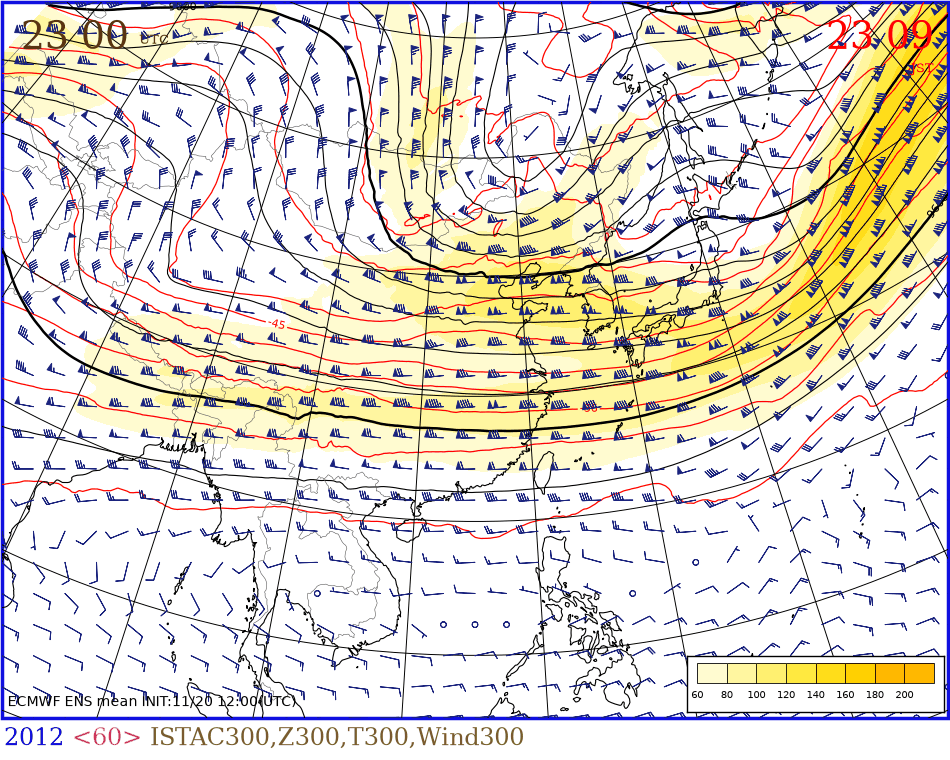 23 00 UTC
23 09
JST
-45
-30
60 80 100 120 140 160 180 200
ECMWF ENS mean INIT:11/20 12:00(UTC)
2012 <60> ISTAC300,Z300,T300,Wind300